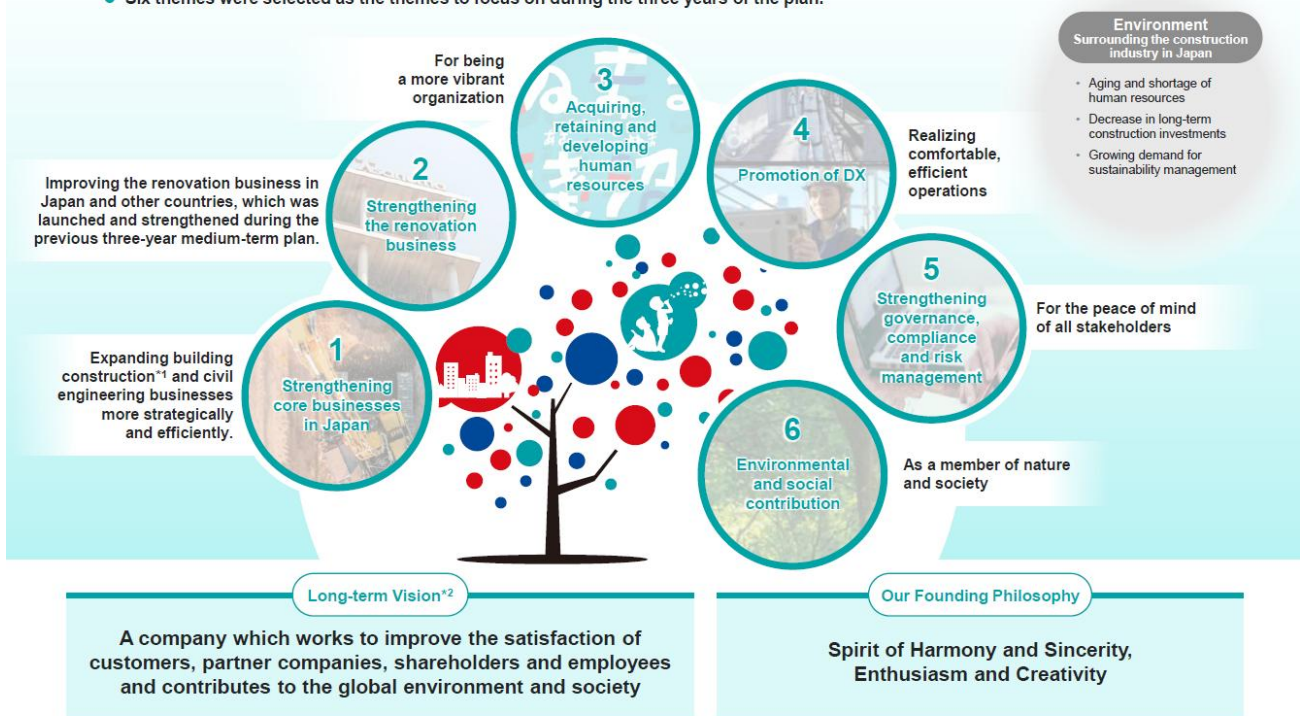 Six themes were selected as the themes to focus on during the three years of the plan.
Environment
Surrounding the construction
industry in Japan
• Aging and shortage of
human resources
• Decrease in long-term
construction investments
• Growing demand for
sustainability management
1
Strengthening
core businesses
in Japan
Expanding building
construction*1 and civil
engineering businesses
more strategically
and efficiently.
2
Strengthening
the renovation
business
Improving the renovation business in
Japan and other countries, which was
launched and strengthened during the
previous three-year medium-term plan.
3
Acquiring,
retaining and
developing
human
resources
For being
a more vibrant
organization
4
Promotion of DX
Realizing
comfortable,
efficient
operations
5
Strengthening
governance,
compliance
and risk
management
For the peace of mind
of all stakeholders
6
Environmental
and social
contribution
As a member of nature
and society
Long-term Vision*2
A company which works to improve the satisfaction of
customers, partner companies, shareholders and employees
and contributes to the global environment and society
Our Founding Philosophy
Spirit of Harmony and Sincerity,
Enthusiasm and Creativity